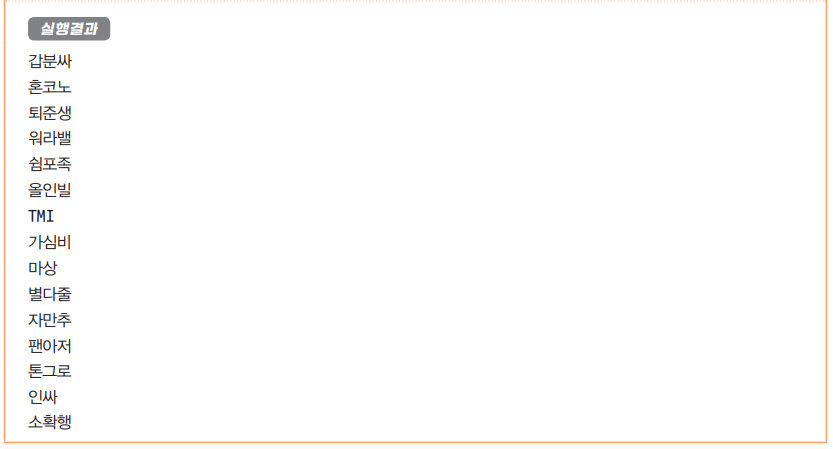 실행결과
갑분싸
혼코노
퇴준생
워라밸
쉼포족
올인빌
TMI
가심비
마상
별다줄
자만추
팬아저
톤그로
인싸
소확행